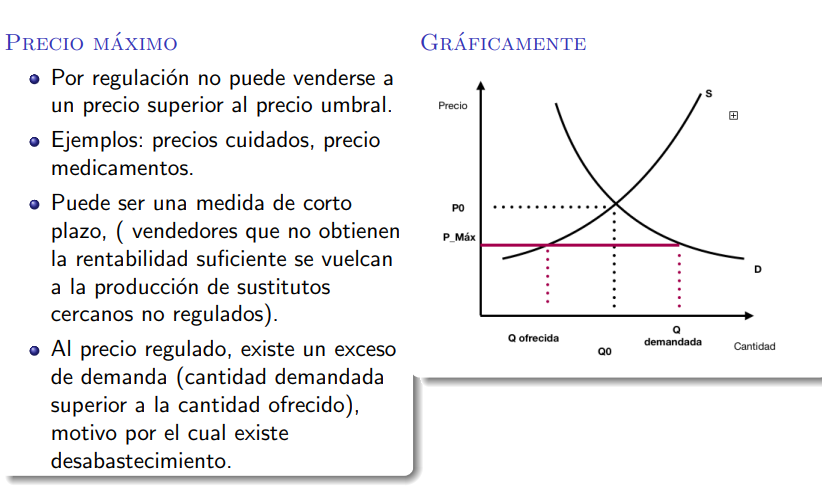 Precio máximo
Por regulación no puede venderse a
un precio superior al precio umbral.
Ejemplos: precios cuidados, precio
medicamentos.
Puede ser una medida de corto
plazo, ( vendedores que no obtienen
la rentabilidad suficiente se vuelcan
a la producción de sustitutos
cercanos no regulados).
Al precio regulado, existe un exceso
de demanda (cantidad demandada
superior a la cantidad ofrecido),
motivo por el cual existe
desabastecimiento.
Gráficamente
Precio
S
P0
P_Máx
D
Q ofrecida
Q0
Q
demandada
Cantidad